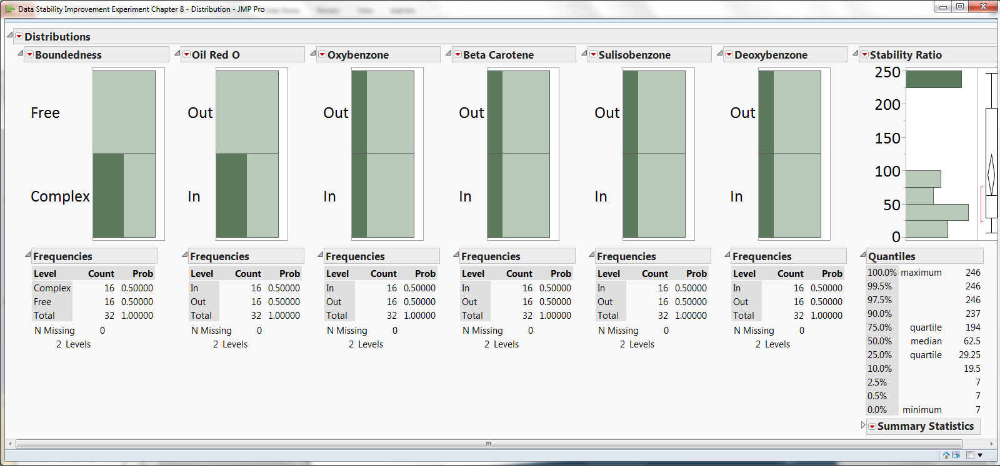 Data Stability Improvement Experiment Chapter 8 - Distribution - JMP Pro
Distributions
Boundedness Oil Red O Oxybenzone Beta Carotene Sulisobenzone Deoxybenzone Stability Ratio
250
200
Free Out Out Out Out Out
150
100
Complex In In In In In
50
0
Frequencies Frequencies Frequencies Frequencies Frequencies Frequencies Quantiles
Level Count Prob Level Count Prob Level Count Prob Level Count Prob Level Count Prob Level Count Prob 100.0% maximum 246
Complex 16 0.50000 In 16 0.50000 In 16 0.50000 In 16 0.50000 In 16 0.50000 In 16 0.50000 99.5% 246
Free 16 0.50000 Out 16 0.50000 Out 16 0.50000 Out 16 0.50000 Out 16 0.50000 Out 16 0.50000 97.5% 246
Total 32 1.00000 Total 32 1.00000 Total 32 1.00000 Total 32 1.00000 Total 32 1.00000 Total 32 1.00000 90.0% 237
N Missing 0 N Missing 0 N Missing 0 N Missing 0 N Missing 0 N Missing 0 75.0% quartile 194
2 Levels 2 Levels 2 Levels 2 Levels 2 Levels 2 Levels 50.0% median 62.5
25.0% quartile 29.25
10.0% 19.5
2.5% 7
0.5% 7
0.0% minimum 7
Summary Statistics